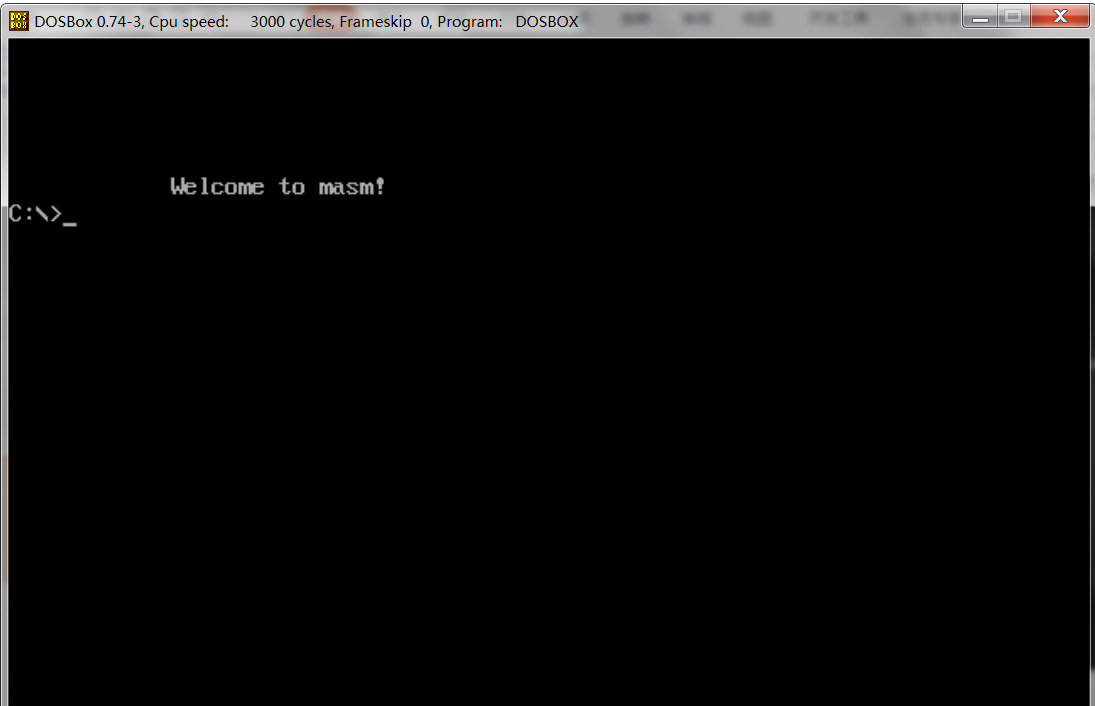 DOSBox 0.74-3, Cpu speed: 3000 cycles, Frameskip 0, Program: DOSBOX
Welcome to masm!
C:\>_